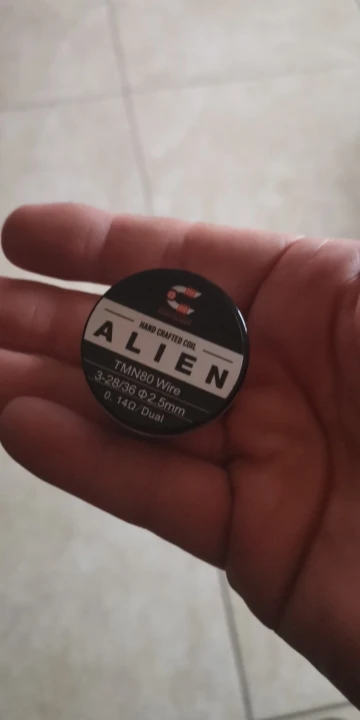 HAND CRAFTED COIL
ALIEN
TMN80 Wire
3-28/36 Φ2.5mm
0.14Ω/Dual